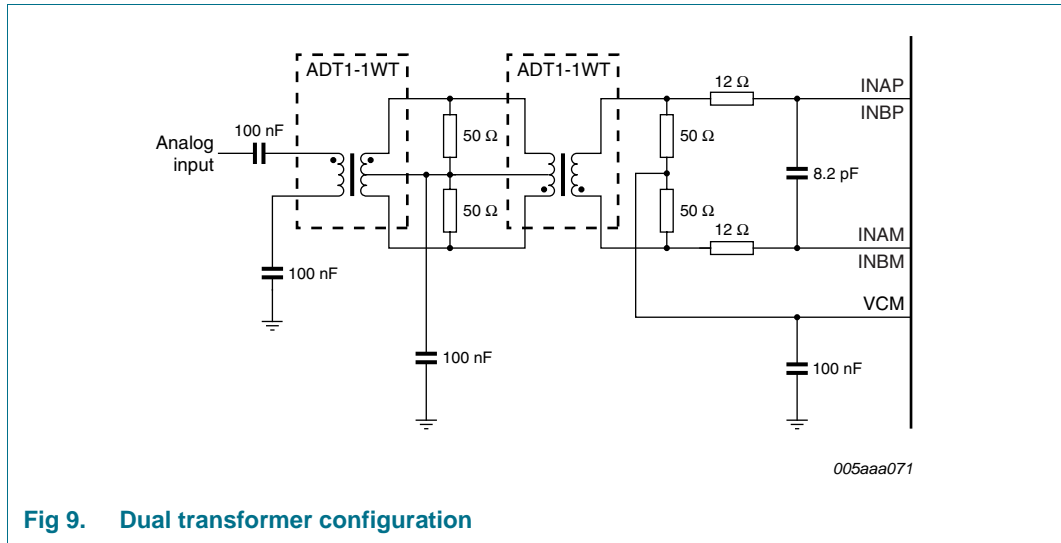 ADT1-1WT
ADT1-1WT
12 Ω
INAP
INBP
100 nF
Analog
input
50 Ω
50 Ω
8.2 pF
50 Ω
50 Ω
12 Ω
INAM
INBM
100 nF
VCM
100 nF
100 nF
005aaa071
Fig 9. Dual transformer configuration